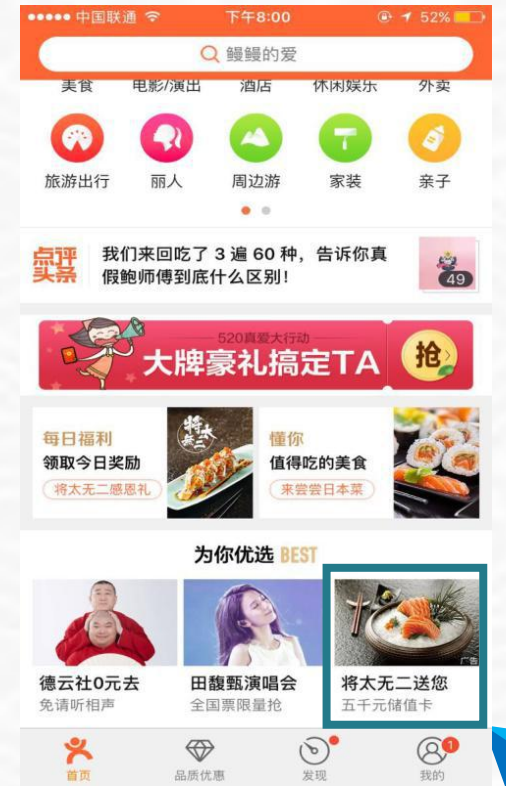 中国联通 下午8:00 52%
鳗鳗的爱
美食 电影/演出 酒店 休闲娱乐 外卖
旅游出行 丽人 周边游 家装 亲子
点评头条
我们来回吃了 3 遍 60 种，告诉你真
假鲍师傅到底什么区别！
49
520真爱大行动
大牌豪礼搞定TA 抢
每日福利
领取今日奖励
将太无二感恩礼
将太无二
懂你
值得吃的美食
来尝尝日本菜
为你优选 BEST
广告
德云社0元去 田馥甄演唱会 将太无二送您
免请听相声 全国票限量抢 五千元储值卡
1
首页 品质优惠 发现 我的